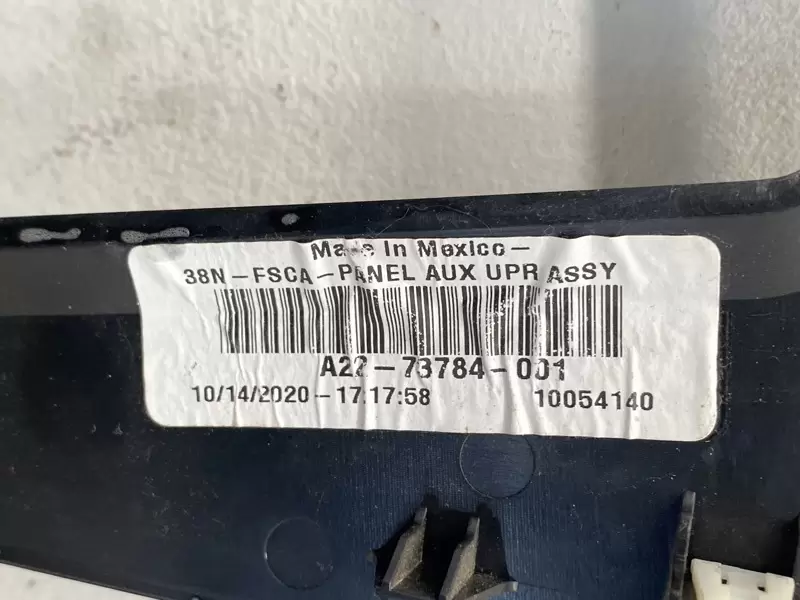 Made In Mexico-
38N-FSCA-PANEL AUX UPR ASSY
A22-73784-001
10/14/2020-17:17:58 10054140